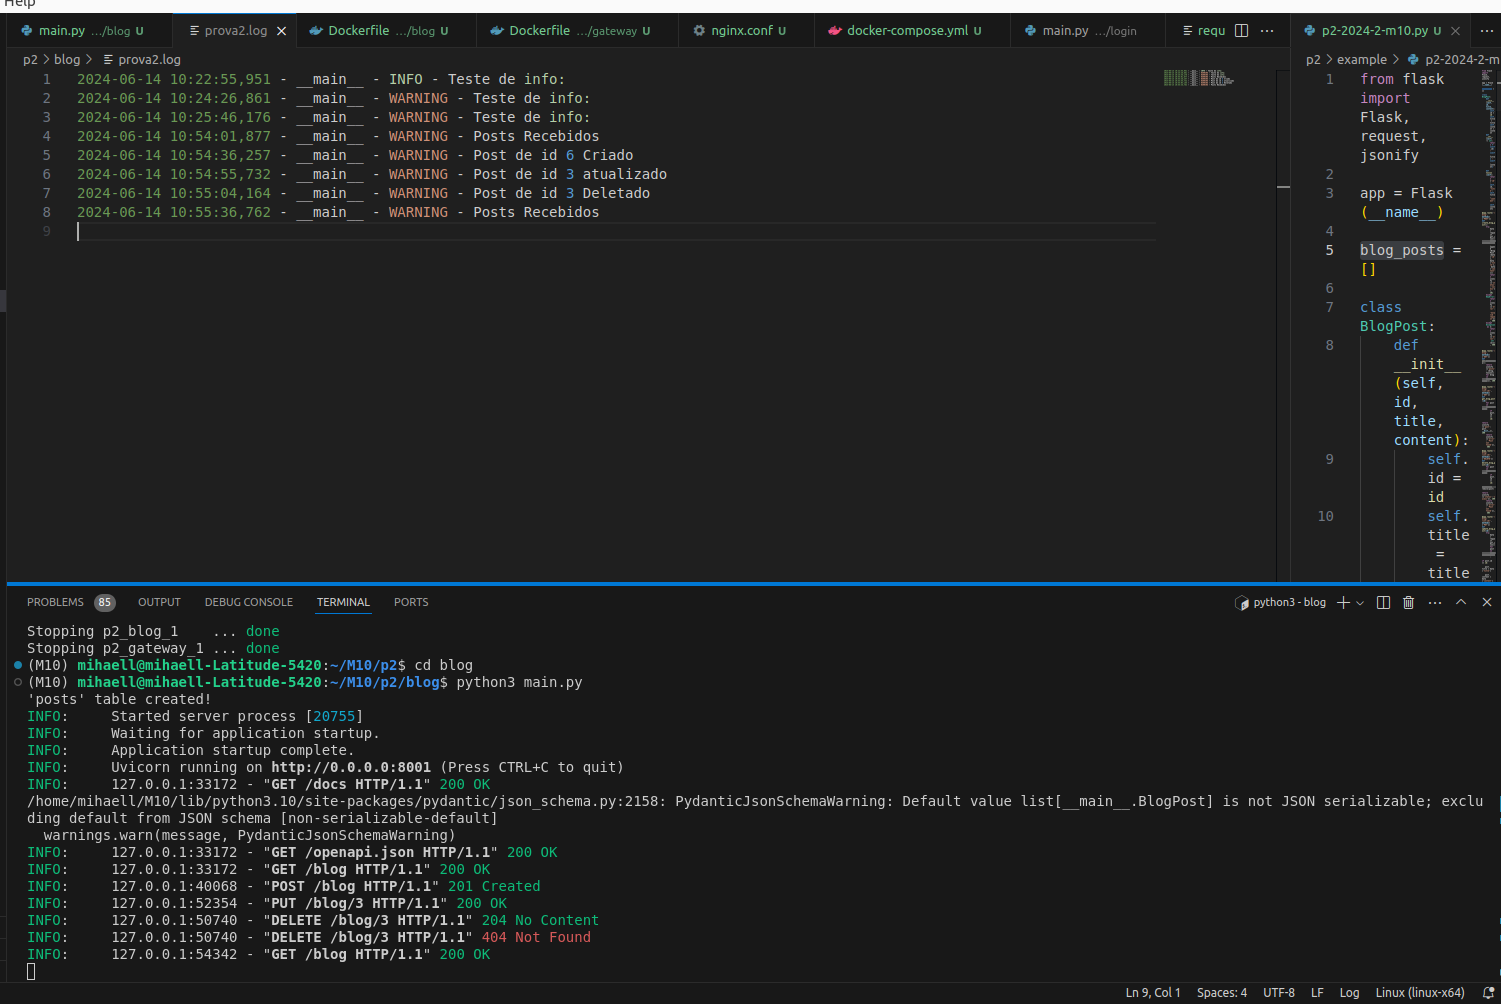 Help
main.py .../blog U
prova2.log
Dockerfile .../blog U
Dockerfile .../gateway U
nginx.conf U
docker-compose.yml U
main.py .../login
requ
p2-2024-2-m10.py U
p2 > blog > prova2.log
p2 > example > p2-2024-2-m
1 2024-06-14 10:22:55,951 - __main__ - INFO - Teste de info:
2 2024-06-14 10:24:26,861 - __main__ - WARNING - Teste de info:
3 2024-06-14 10:25:46,176 - __main__ - WARNING - Teste de info:
4 2024-06-14 10:54:01,877 - __main__ - WARNING - Posts Recebidos
5 2024-06-14 10:54:36,257 - __main__ - WARNING - Post de id 6 Criado
6 2024-06-14 10:54:55,732 - __main__ - WARNING - Post de id 3 atualizado
7 2024-06-14 10:55:04,164 - __main__ - WARNING - Post de id 3 Deletado
8 2024-06-14 10:55:36,762 - __main__ - WARNING - Posts Recebidos
9
1 from flask
import
Flask,
request,
jsonify
2
3 app = Flask
(__name__)
4
5 blog_posts =
[]
6
7 class
BlogPost:
8 def
__init__
(self,
id,
title,
content):
9 self.
id =
id
10 self.
title
=
title
PROBLEMS 85 OUTPUT DEBUG CONSOLE TERMINAL PORTS
python3 - blog
Stopping p2_blog_1    ... done
Stopping p2_gateway_1 ... done
(M10) mihaell@mihaell-Latitude-5420:~/M10/p2$ cd blog
(M10) mihaell@mihaell-Latitude-5420:~/M10/p2/blog$ python3 main.py
'posts' table created!
INFO:     Started server process [20755]
INFO:     Waiting for application startup.
INFO:     Application startup complete.
INFO:     Uvicorn running on http://0.0.0.0:8001 (Press CTRL+C to quit)
INFO:     127.0.0.1:33172 - "GET /docs HTTP/1.1" 200 OK
/home/mihaell/M10/lib/python3.10/site-packages/pydantic/json_schema.py:2158: PydanticJsonSchemaWarning: Default value list[__main__.BlogPost] is not JSON serializable; exclu
ding default from JSON schema [non-serializable-default]
  warnings.warn(message, PydanticJsonSchemaWarning)
INFO:     127.0.0.1:33172 - "GET /openapi.json HTTP/1.1" 200 OK
INFO:     127.0.0.1:33172 - "GET /blog HTTP/1.1" 200 OK
INFO:     127.0.0.1:40068 - "POST /blog HTTP/1.1" 201 Created
INFO:     127.0.0.1:52354 - "PUT /blog/3 HTTP/1.1" 200 OK
INFO:     127.0.0.1:50740 - "DELETE /blog/3 HTTP/1.1" 204 No Content
INFO:     127.0.0.1:50740 - "DELETE /blog/3 HTTP/1.1" 404 Not Found
INFO:     127.0.0.1:54342 - "GET /blog HTTP/1.1" 200 OK
Ln 9, Col 1 Spaces: 4 UTF-8 LF Log Linux (linux-x64)